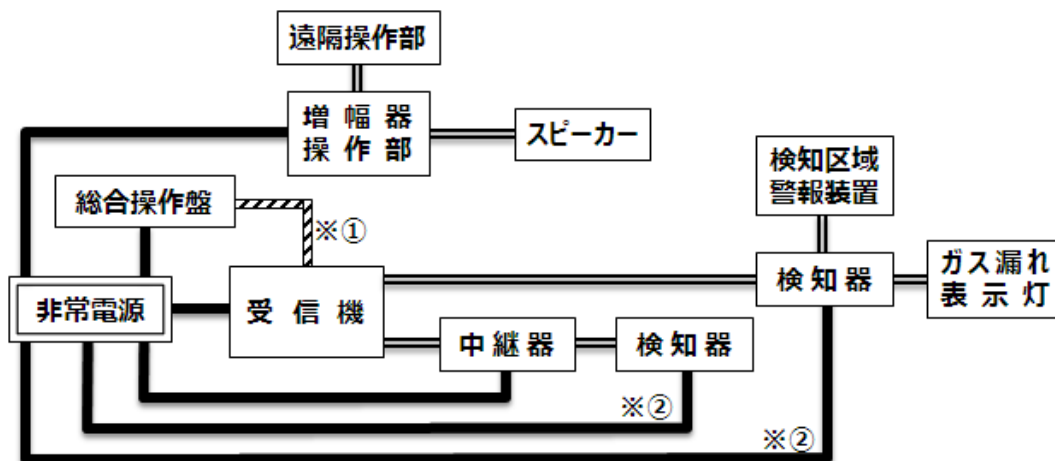 遠隔操作部
増幅器
操作部
スピーカー
検知区域
警報装置
総合操作盤
※①
非常電源
受信機
検知器
ガス漏れ
表示灯
中継器
検知器
※②
※②